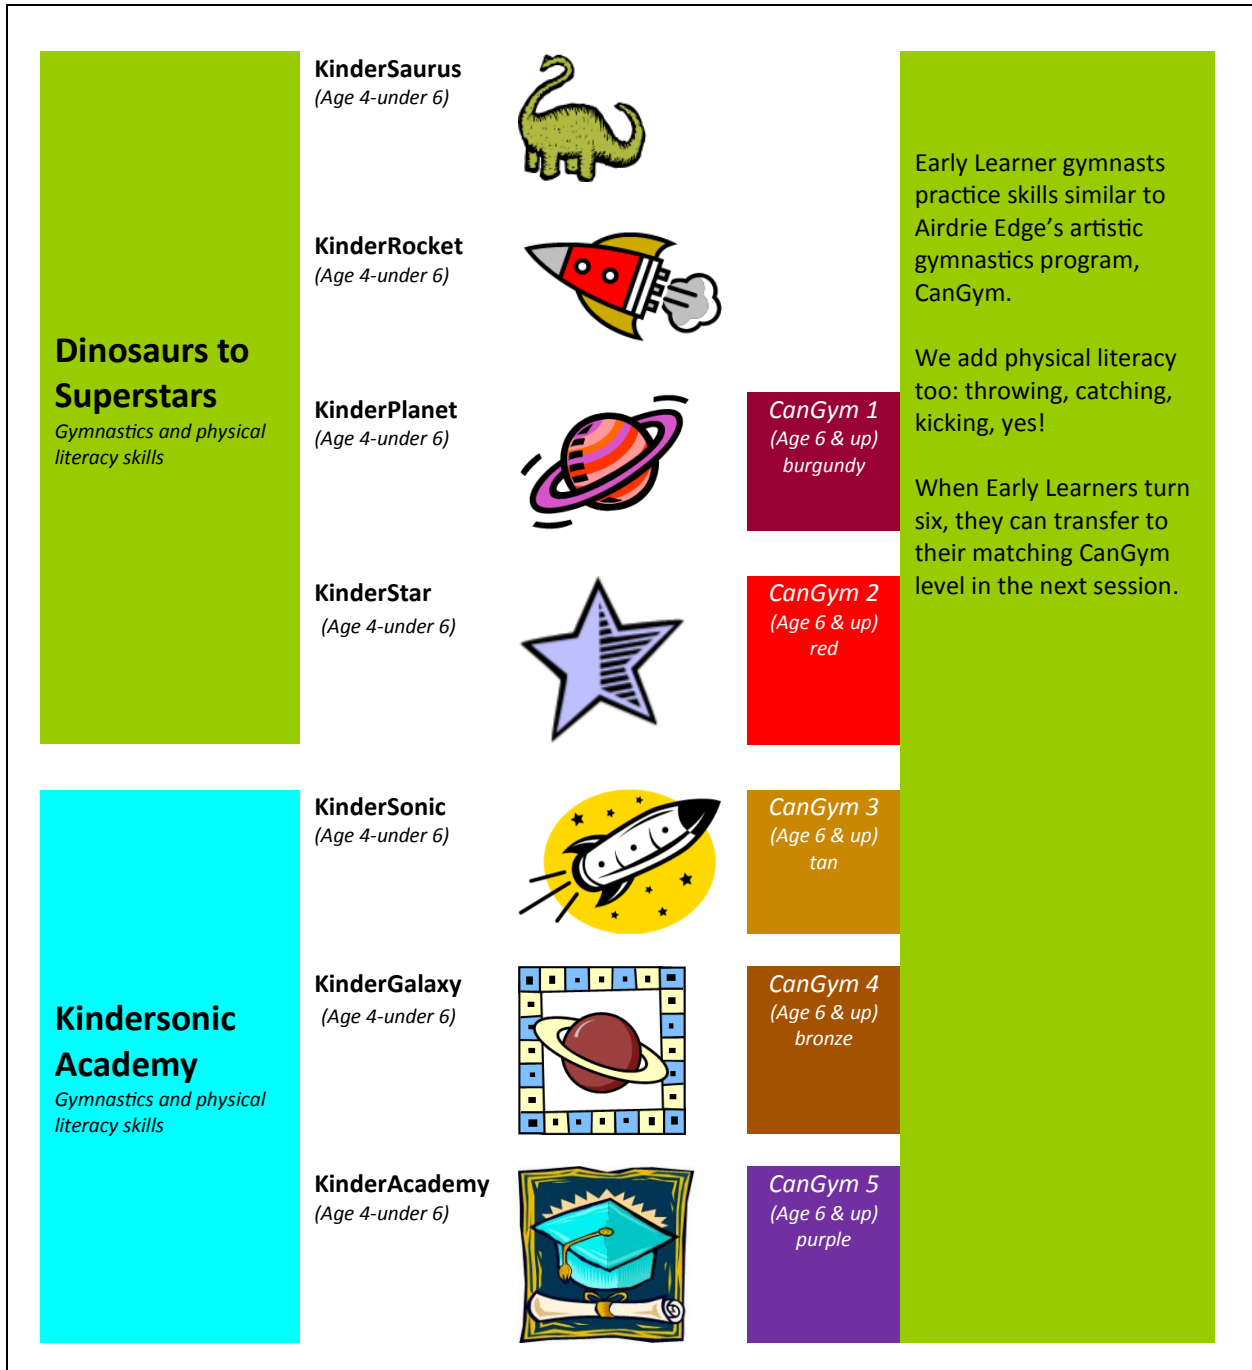 Dinosaurs to
Superstars
Gymnastics and physical
literacy skills
KinderSaurus
(Age 4-under 6)
KinderRocket
(Age 4-under 6)
KinderPlanet
(Age 4-under 6)
CanGym 1
(Age 6 & up)
burgundy
KinderStar
(Age 4-under 6)
CanGym 2
(Age 6 & up)
red
Kindersonic
Academy
Gymnastics and physical
literacy skills
KinderSonic
(Age 4-under 6)
CanGym 3
(Age 6 & up)
tan
KinderGalaxy
(Age 4-under 6)
CanGym 4
(Age 6 & up)
bronze
KinderAcademy
(Age 4-under 6)
CanGym 5
(Age 6 & up)
purple
Early Learner gymnasts
practice skills similar to
Airdrie Edge’s artistic
gymnastics program,
CanGym.
We add physical literacy
too: throwing, catching,
kicking, yes!
When Early Learners turn
six, they can transfer to
their matching CanGym
level in the next session.